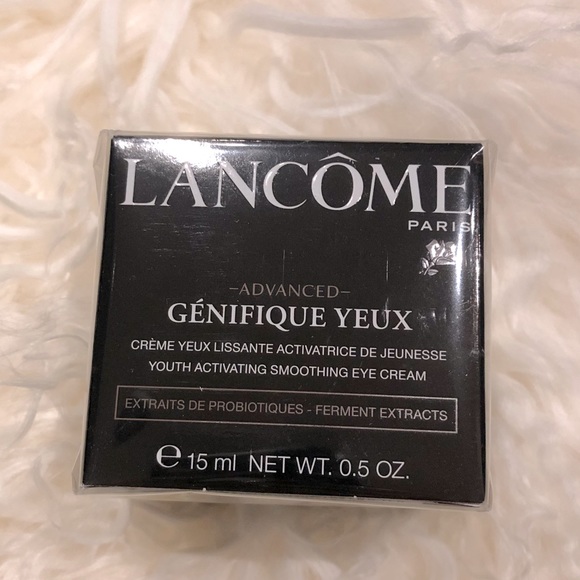 LANCÔME
PARIS
-ADVANCED-
GÉNIFIQUE YEUX
CRÈME YEUX LISSANTE ACTIVATRICE DE JEUNESSE
YOUTH ACTIVATING SMOOTHING EYE CREAM
EXTRAITS DE PROBIOTIQUES - FERMENT EXTRACTS
℮ 15 ml NET WT. 0.5 OZ.